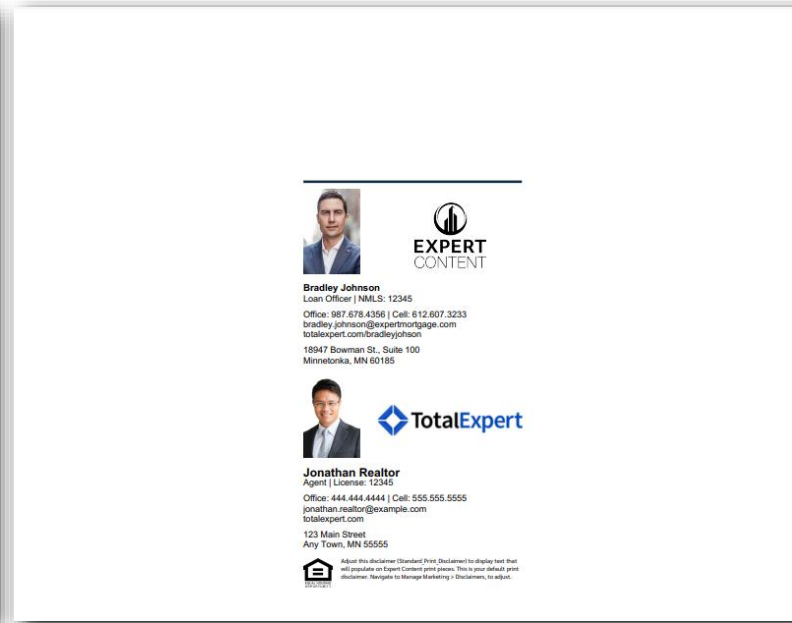 EXPERT
CONTENT
Bradley Johnson
Loan Officer | NMLS: 12345
Office: 987.678.4356 | Cell: 612.607.3233
bradley.johnson@expertmortgage.com
totalexpert.com/bradleyjohson
18947 Bowman St., Suite 100
Minnetonka, MN 60185
TotalExpert
Jonathan Realtor
Agent | License: 12345
Office: 444.444.4444 | Cell: 555.555.5555
jonathan.realtor@example.com
totalexpert.com
123 Main Street
Any Town, MN 55555
Adjust this disclaimer (Standard_Print_Disclaimer) to display text that
will populate on Expert Content print pieces. This is your default print
disclaimer. Navigate to Manage Marketing > Disclaimers, to adjust.
EQUAL HOUSING
OPPORTUNITY